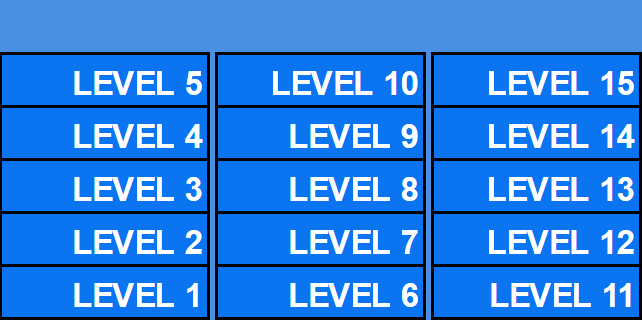 LEVEL 5 LEVEL 10 LEVEL 15
LEVEL 4 LEVEL 9 LEVEL 14
LEVEL 3 LEVEL 8 LEVEL 13
LEVEL 2 LEVEL 7 LEVEL 12
LEVEL 1 LEVEL 6 LEVEL 11